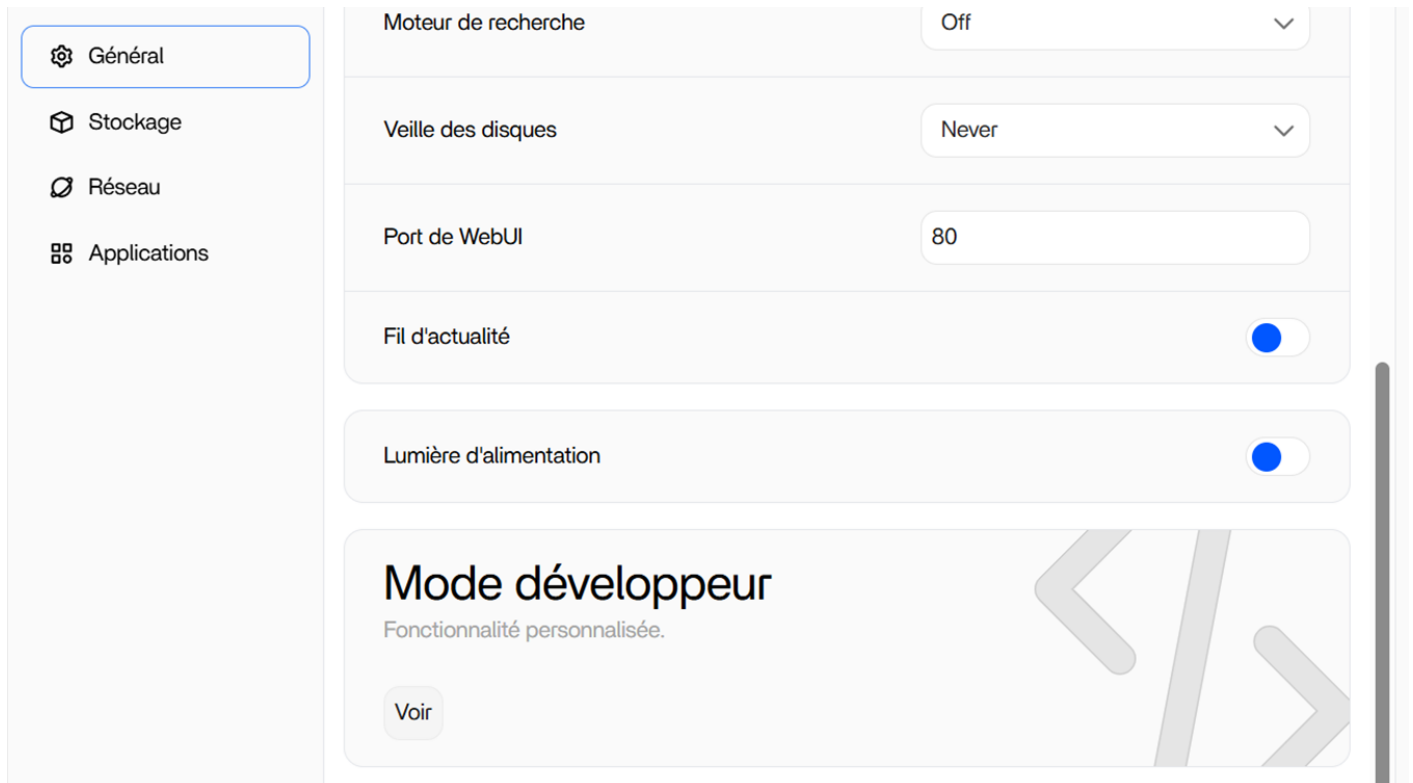 Général
Stockage
Réseau
Applications
Moteur de recherche
Off
Veille des disques
Never
Port de WebUI
80
Fil d'actualité
Lumière d'alimentation
Mode développeur
Fonctionnalité personnalisée.
Voir